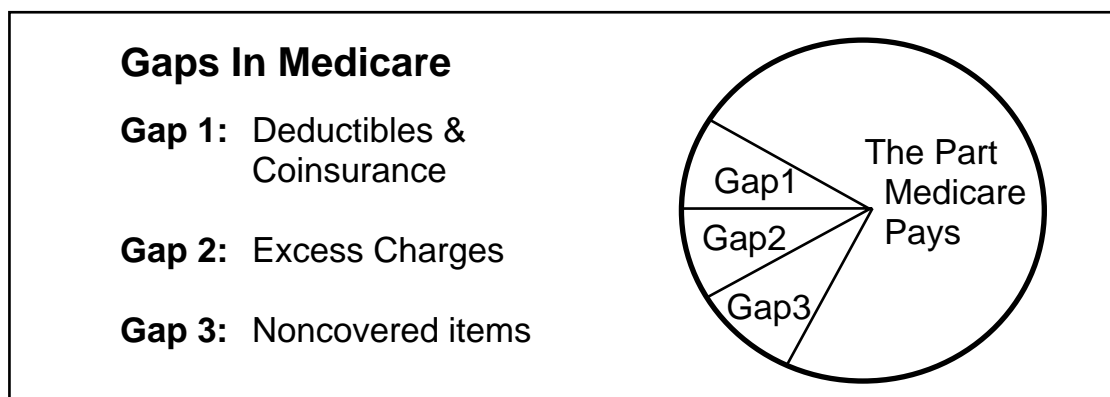 Gaps In Medicare
Gap 1: Deductibles &
Coinsurance
Gap 2: Excess Charges
Gap 3: Noncovered items
The Part
Medicare
Pays
Gap1
Gap2
Gap3